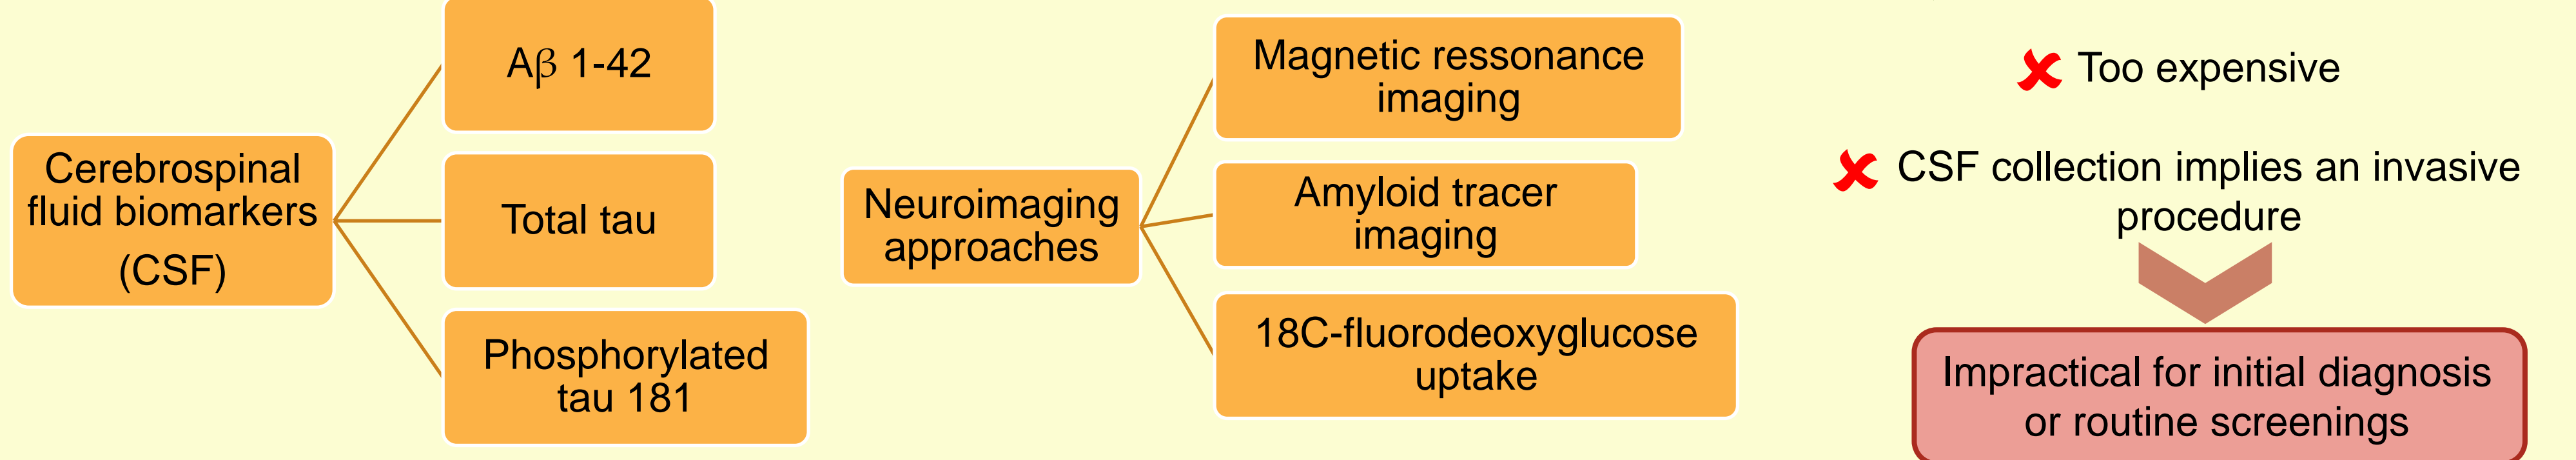 Cerebrospinal
fluid biomarkers
(CSF)
Aβ 1-42
Total tau
Phosphorylated
tau 181
Neuroimaging
approaches
Magnetic ressonance
imaging
Amyloid tracer
imaging
18C-fluorodeoxyglucose
uptake
✘ Too expensive
✘ CSF collection implies an invasive
procedure
Impractical for initial diagnosis
or routine screenings